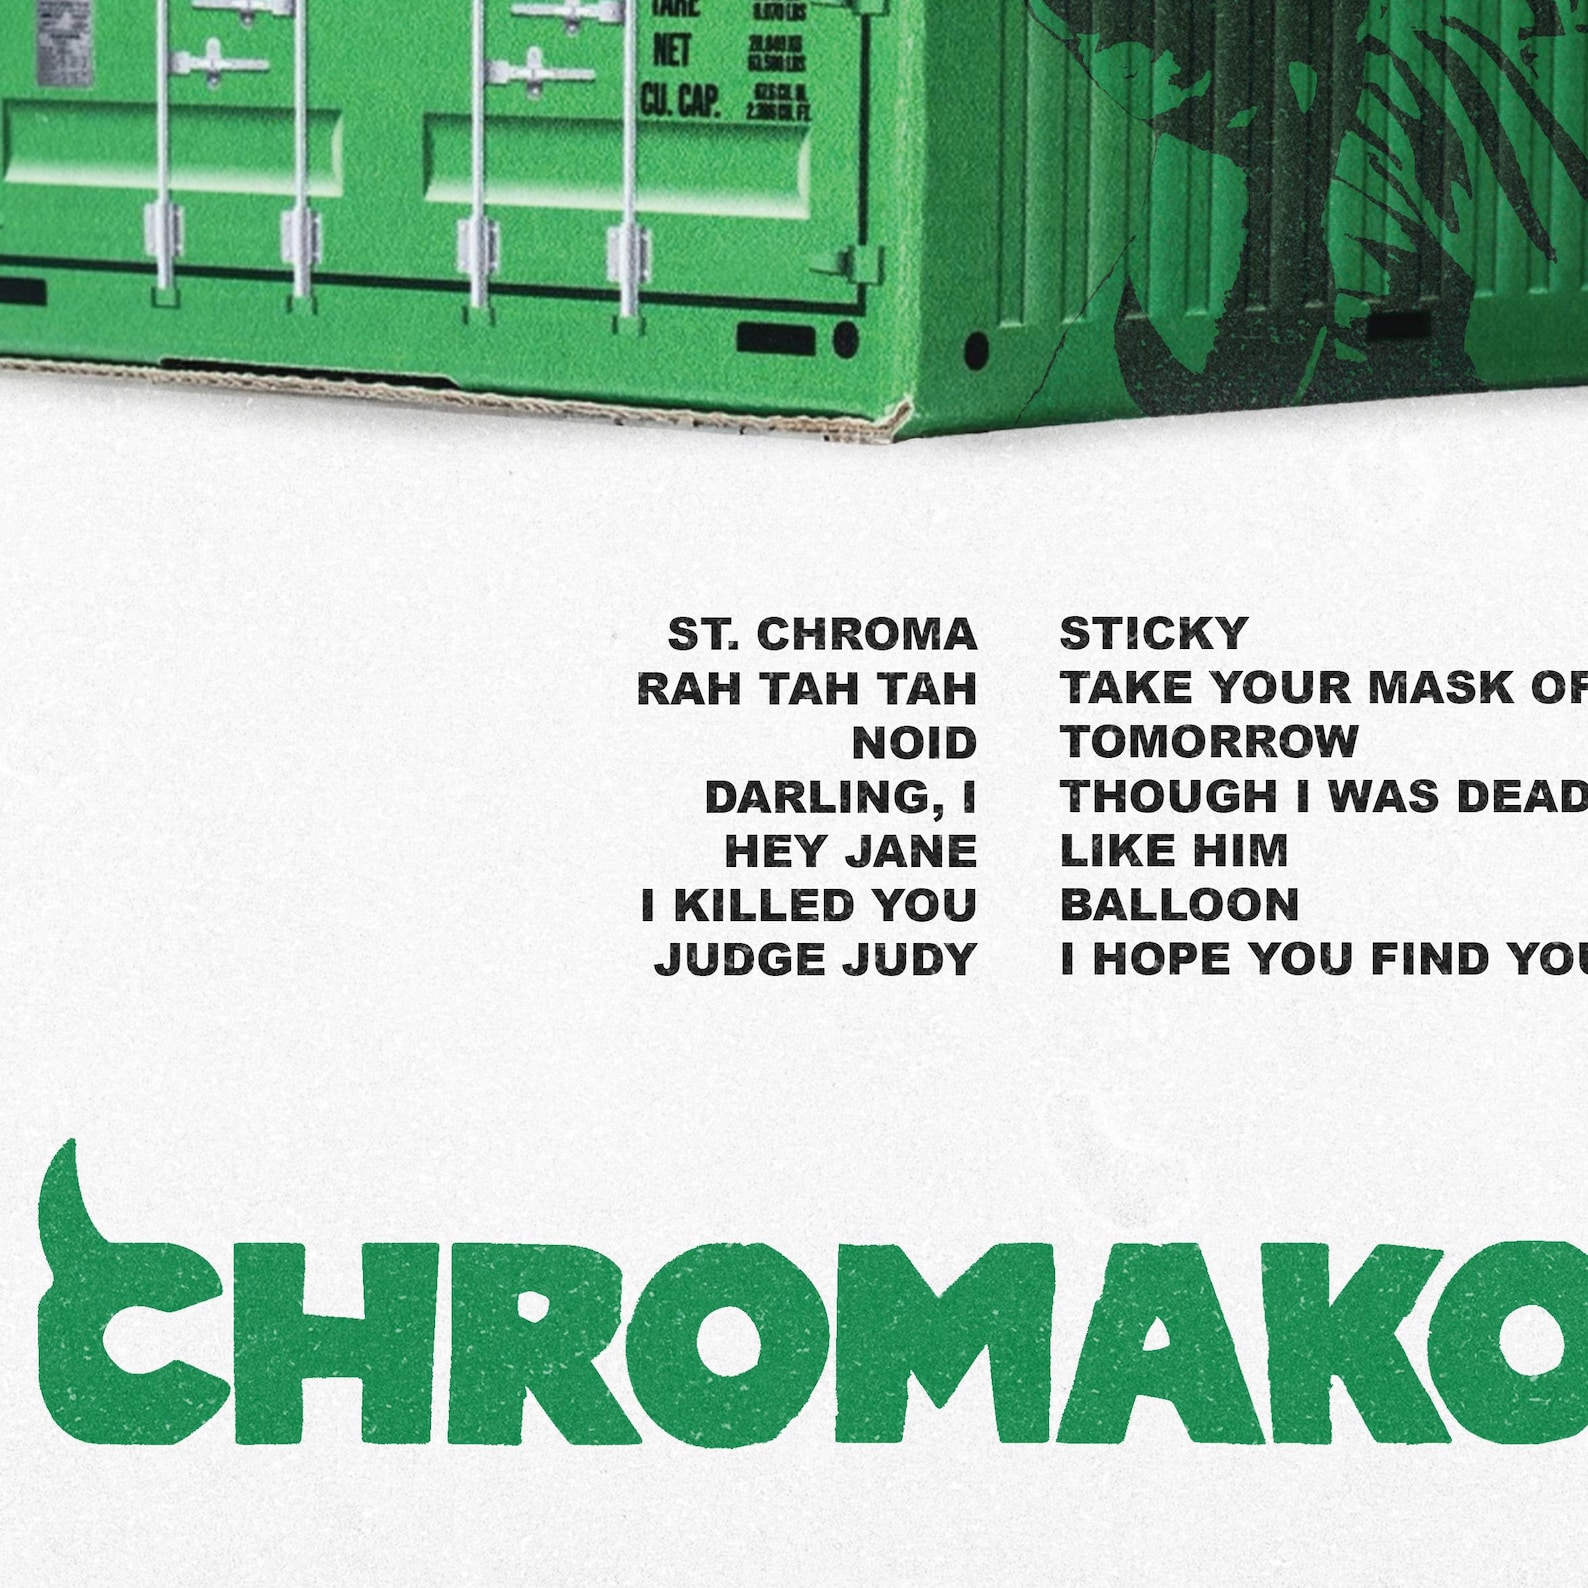 TARE
NET
CU. CAP.
ST. CHROMA
RAH TAH TAH
NOID
DARLING, I
HEY JANE
I KILLED YOU
JUDGE JUDY
STICKY
TAKE YOUR MASK OF
TOMORROW
THOUGH I WAS DEAD
LIKE HIM
BALLOON
I HOPE YOU FIND YOU
CHROMAKO